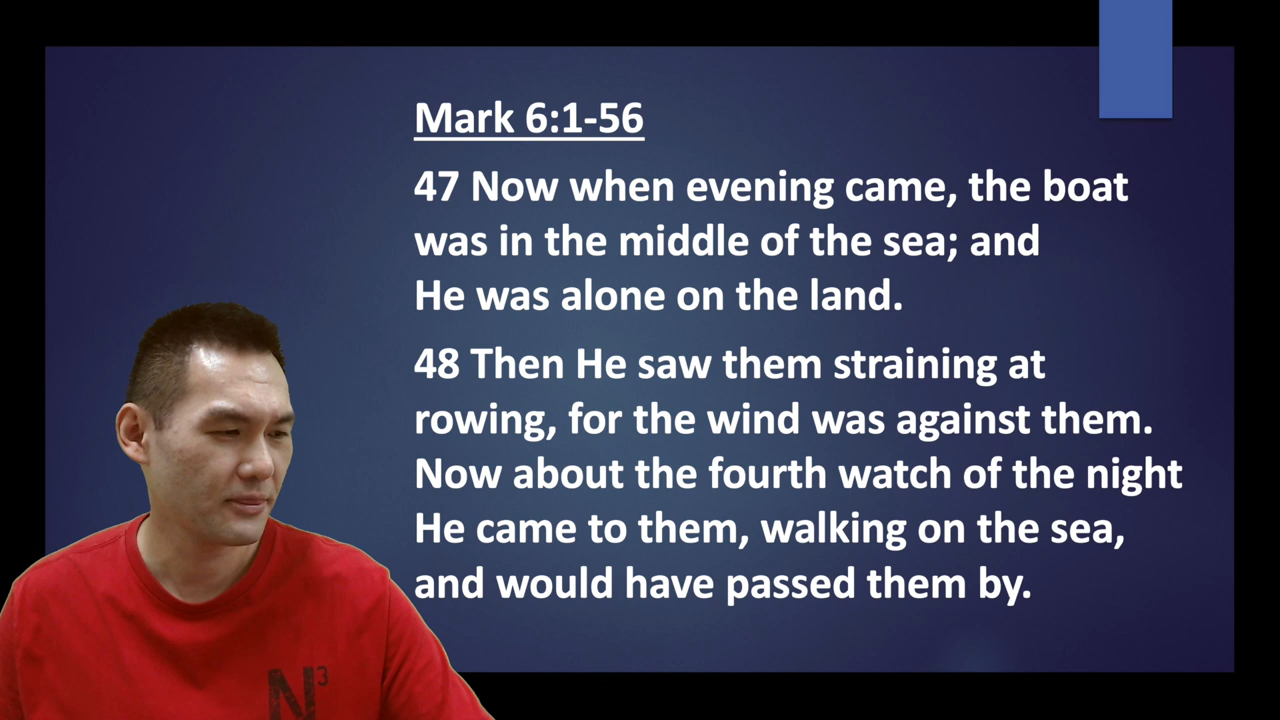 Mark 6:1-56
47 Now when evening came, the boat
was in the middle of the sea; and
He was alone on the land.
48 Then He saw them straining at
rowing, for the wind was against them.
Now about the fourth watch of the night
He came to them, walking on the sea,
and would have passed them by.
N³